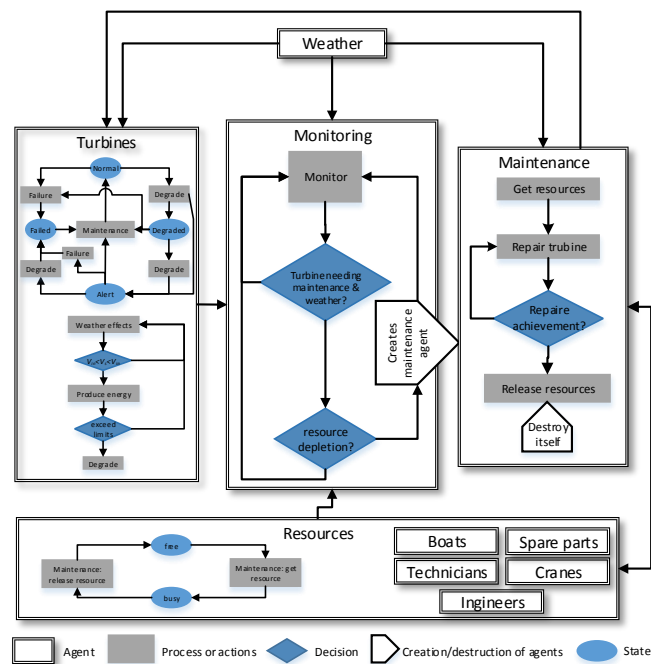 Weather
Turbines
Normal
Failure
Degrade
Failed
Maintenance
Degraded
Failure
Degrade
Degrade
Alert
Weather effects
Produce energy
exceed
limits
Degrade
Monitoring
Monitor
Turbine needing
maintenance &
weather?
resource
depletion?
Creates
maintenance
agent
Maintenance
Get resources
Repair trubine
Repaire
achievement?
Release resources
Destroy
itself
Resources
free
Maintenance:
release resource
Maintenance: get
resource
busy
Boats
Spare parts
Technicians
Cranes
Ingineers
Agent
Process or actions
Decision
Creation/destruction of agents
State